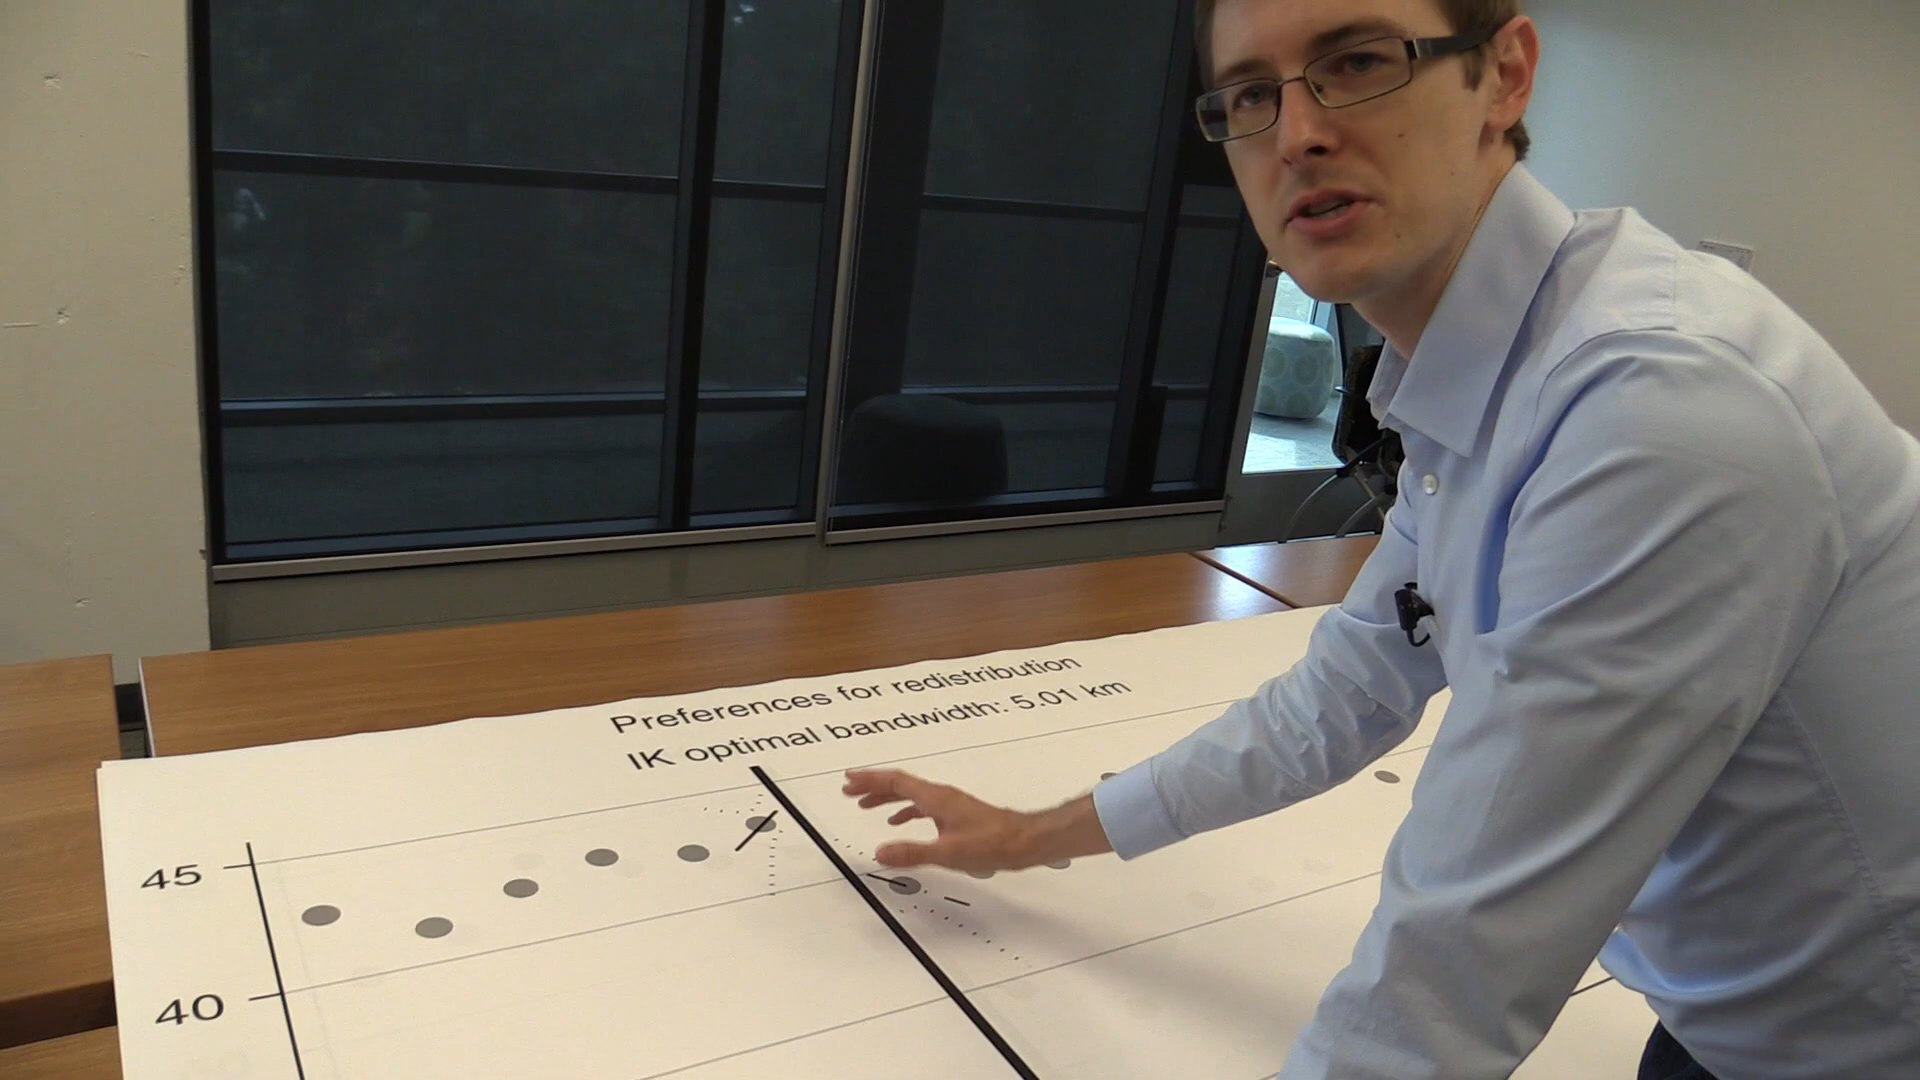 Preferences for redistribution
IK optimal bandwidth: 5.01 km
45
40